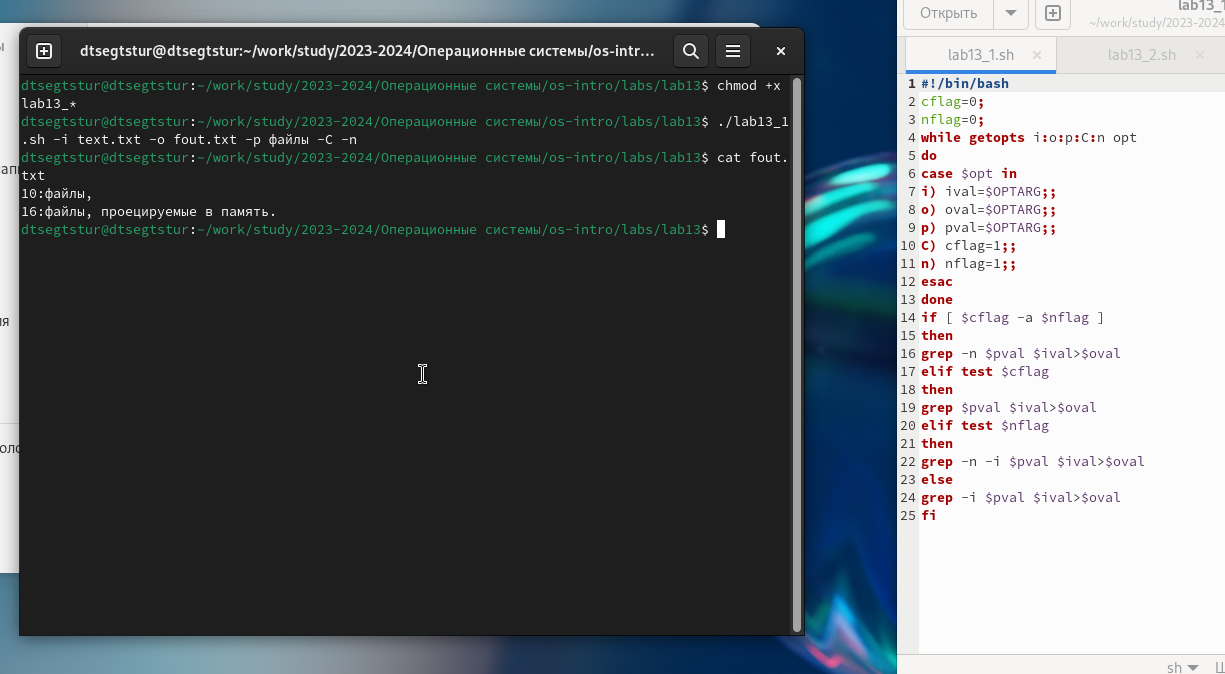 dtsegtstur@dtsegtstur:~/work/study/2023-2024/Операционные системы/os-intr...
dtsegtstur@dtsegtstur:~/work/study/2023-2024/Операционные системы/os-intro/labs/lab13$ chmod +x
lab13_*
dtsegtstur@dtsegtstur:~/work/study/2023-2024/Операционные системы/os-intro/labs/lab13$ ./lab13_1
.sh -i text.txt -o fout.txt -p файлы -C -n
dtsegtstur@dtsegtstur:~/work/study/2023-2024/Операционные системы/os-intro/labs/lab13$ cat fout.
txt
10:файлы,
16:файлы, проецируемые в память.
dtsegtstur@dtsegtstur:~/work/study/2023-2024/Операционные системы/os-intro/labs/lab13$
Открыть
lab13_1
~/work/study/2023-2024
lab13_1.sh
lab13_2.sh
1 #!/bin/bash
2 cflag=0;
3 nflag=0;
4 while getopts i:o:p:C:n opt
5 do
6 case $opt in
7 i) ival=$OPTARG;;
8 o) oval=$OPTARG;;
9 p) pval=$OPTARG;;
10 C) cflag=1;;
11 n) nflag=1;;
12 esac
13 done
14 if [ $cflag -a $nflag ]
15 then
16 grep -n $pval $ival>$oval
17 elif test $cflag
18 then
19 grep $pval $ival>$oval
20 elif test $nflag
21 then
22 grep -n -i $pval $ival>$oval
23 else
24 grep -i $pval $ival>$oval
25 fi
sh